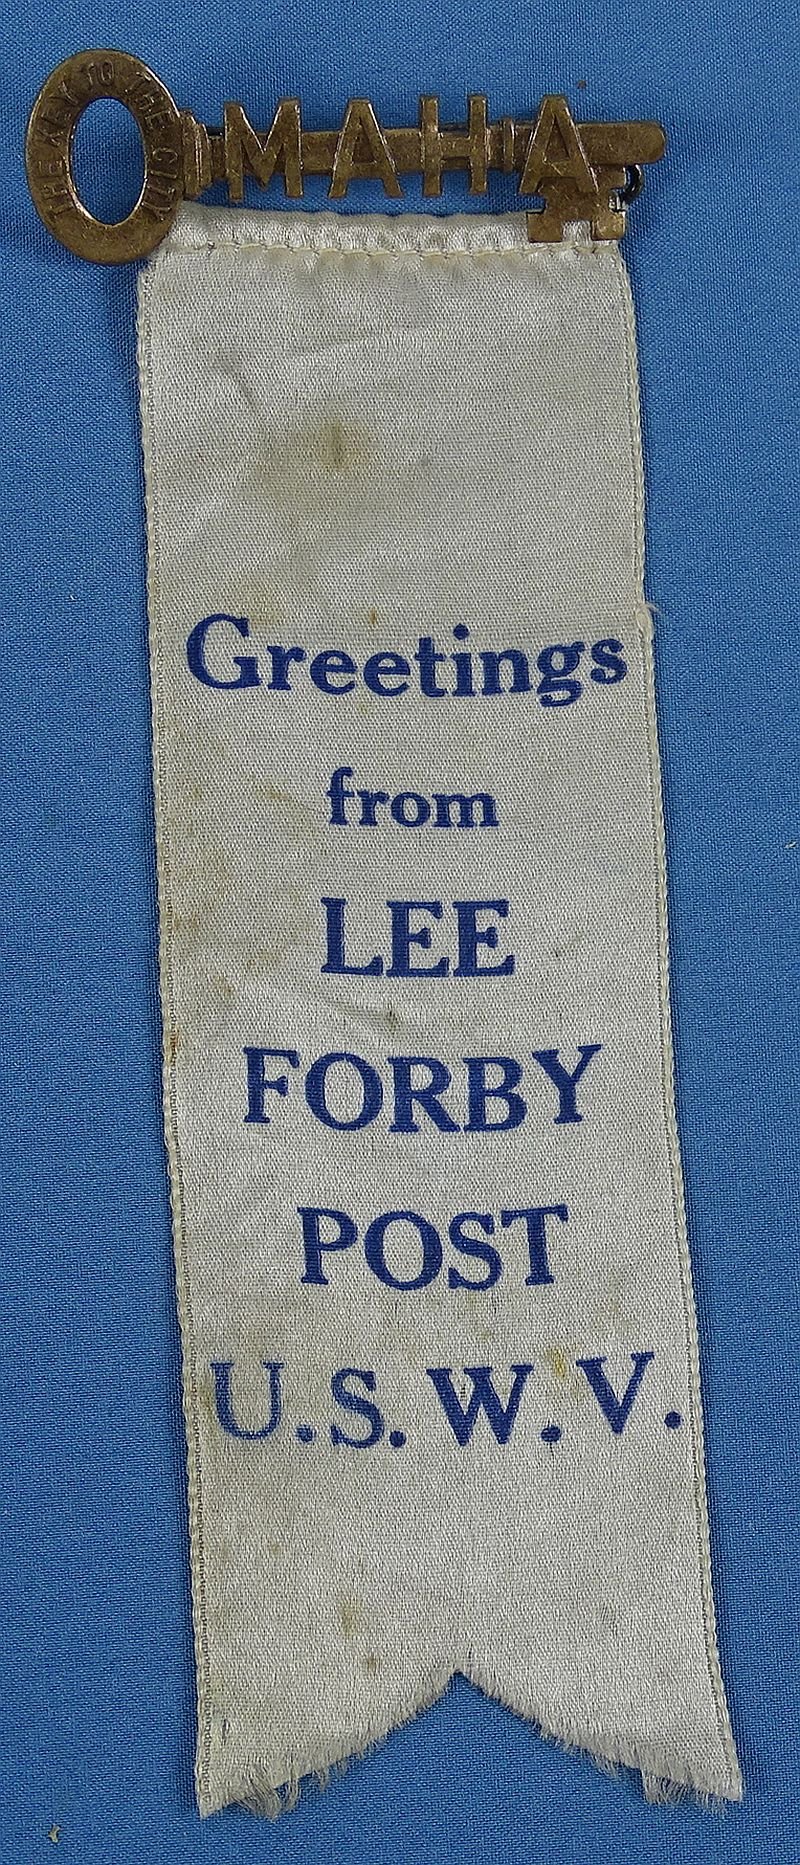 THE KEY TO THE CITY
OMAHA
Greetings
from
LEE
FORBY
POST
U.S.W.V.